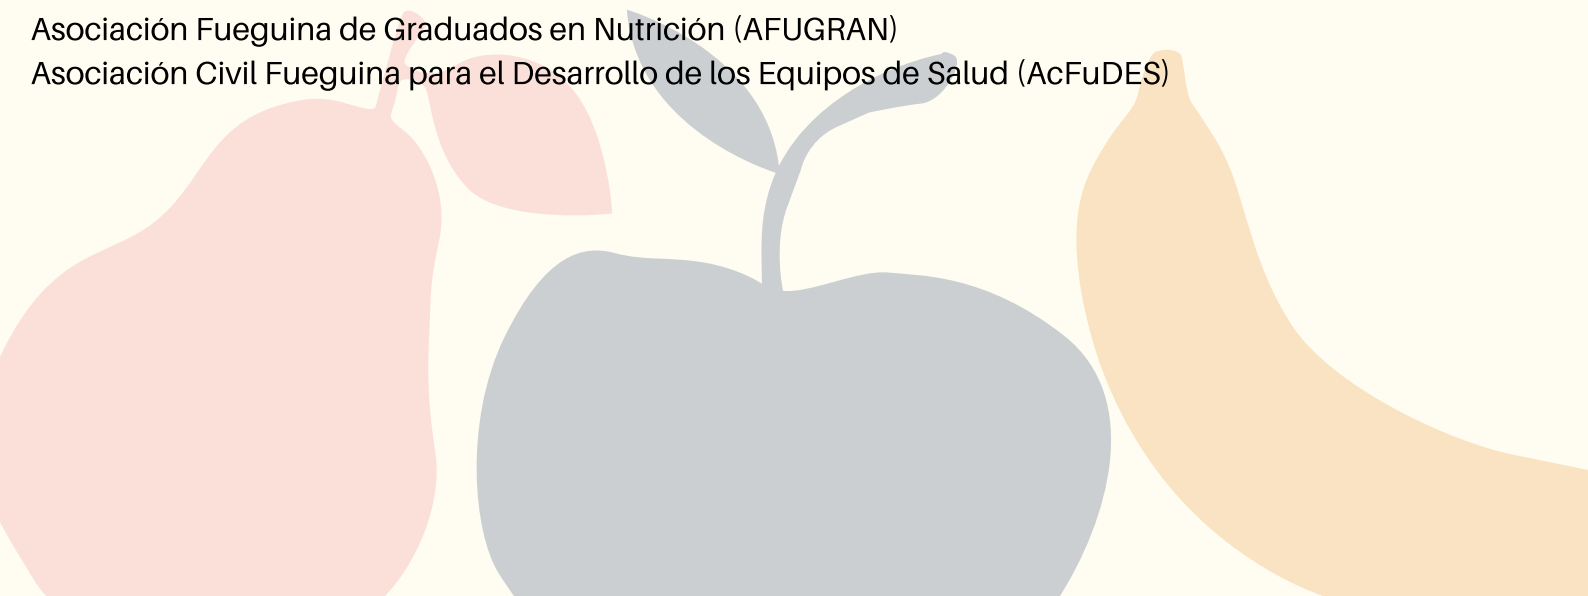 Asociación Fueguina de Graduados en Nutrición (AFUGRAN)
Asociación Civil Fueguina para el Desarrollo de los Equipos de Salud (AcFuDES)